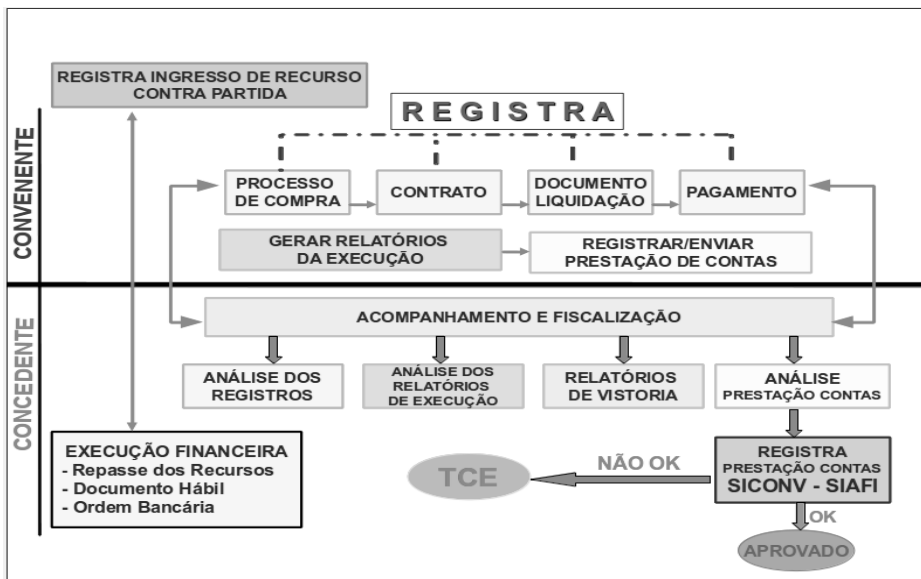 REGISTRA INGRESSO DE RECURSO
CONTRA PARTIDA
REGISTRA
CONVENENTE
PROCESSO
DE COMPRA
CONTRATO
DOCUMENTO
LIQUIDAÇÃO
PAGAMENTO
GERAR RELATÓRIOS
DA EXECUÇÃO
REGISTRAR/ENVIAR
PRESTAÇÃO DE CONTAS
CONCEDENTE
ACOMPANHAMENTO E FISCALIZAÇÃO
ANÁLISE DOS
REGISTROS
ANÁLISE DOS
RELATÓRIOS
DE EXECUÇÃO
RELATÓRIOS
DE VISTORIA
ANÁLISE
PRESTAÇÃO CONTAS
EXECUÇÃO FINANCEIRA
- Repasse dos Recursos
- Documento Hábil
- Ordem Bancária
TCE
NÃO OK
REGISTRA
PRESTAÇÃO CONTAS
SICONV - SIAFI
OK
APROVADO